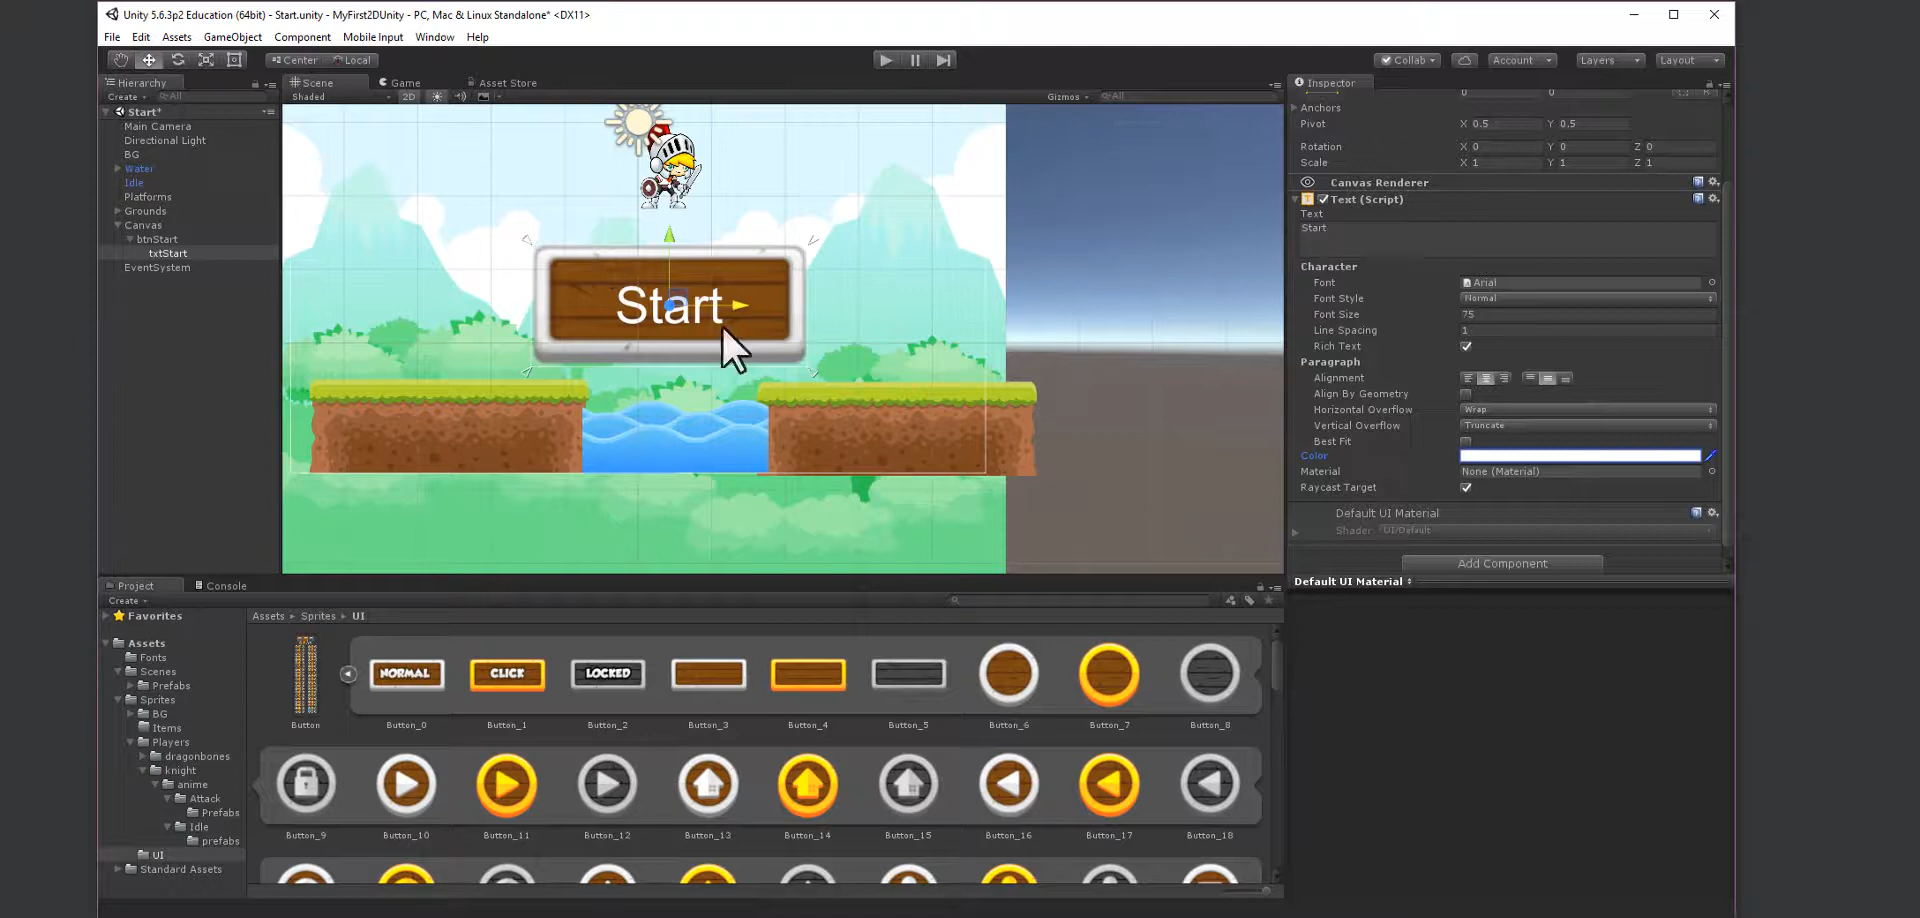 Unity 5.6.3p2 Education (64bit) - Start.unity - MyFirst2DUnity - PC, Mac & Linux Standalone* <DX11>
File Edit Assets GameObject Component Mobile Input Window Help
Center Local Collab Account Layers Layout
Hierarchy
Create All
Start*
Main Camera
Directional Light
BG
Water
Idle
Platforms
Grounds
Canvas
btnStart
txtStart
EventSystem
Scene Game Asset Store
Shaded 2D Gizmos All
Start
Inspector
0 0
Anchors
Pivot X 0.5 Y 0.5
Rotation X 0 Y 0 Z 0
Scale X 1 Y 1 Z 1
Canvas Renderer
Text (Script)
Text
Start
Character
Font Arial
Font Style Normal
Font Size 75
Line Spacing 1
Rich Text
Paragraph
Alignment
Align By Geometry
Horizontal Overflow Wrap
Vertical Overflow Truncate
Best Fit
Color
Material None (Material)
Raycast Target
Default UI Material
Shader UI/Default
Add Component
Default UI Material
Project Console
Create
Favorites
Assets
Fonts
Scenes
Prefabs
Sprites
BG
Items
Players
dragonbones
knight
anime
Attack
Prefabs
Idle
prefabs
UI
Standard Assets
Assets Sprites UI
NORMAL CLICK LOCKED
Button Button_0 Button_1 Button_2 Button_3 Button_4 Button_5 Button_6 Button_7 Button_8
Button_9 Button_10 Button_11 Button_12 Button_13 Button_14 Button_15 Button_16 Button_17 Button_18